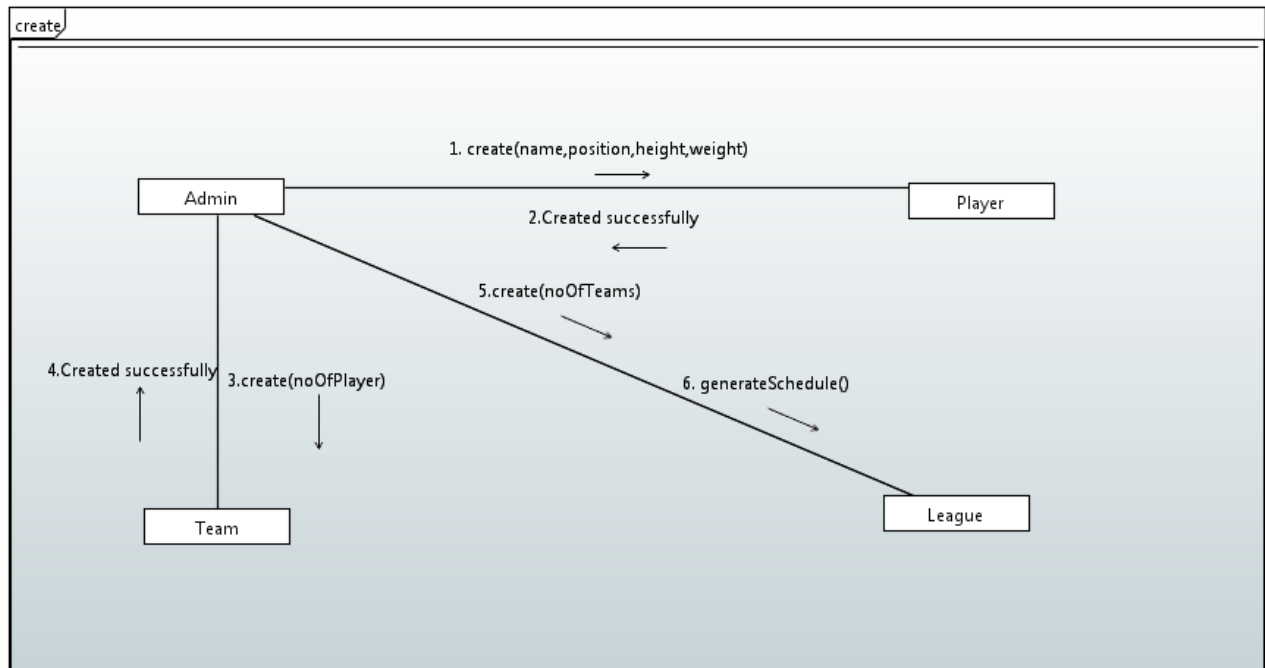 create
1. create(name,position,height,weight)
Admin
Player
2.Created successfully
5.create(noOfTeams)
4.Created successfully
3.create(noOfPlayer)
6. generateSchedule()
Team
League